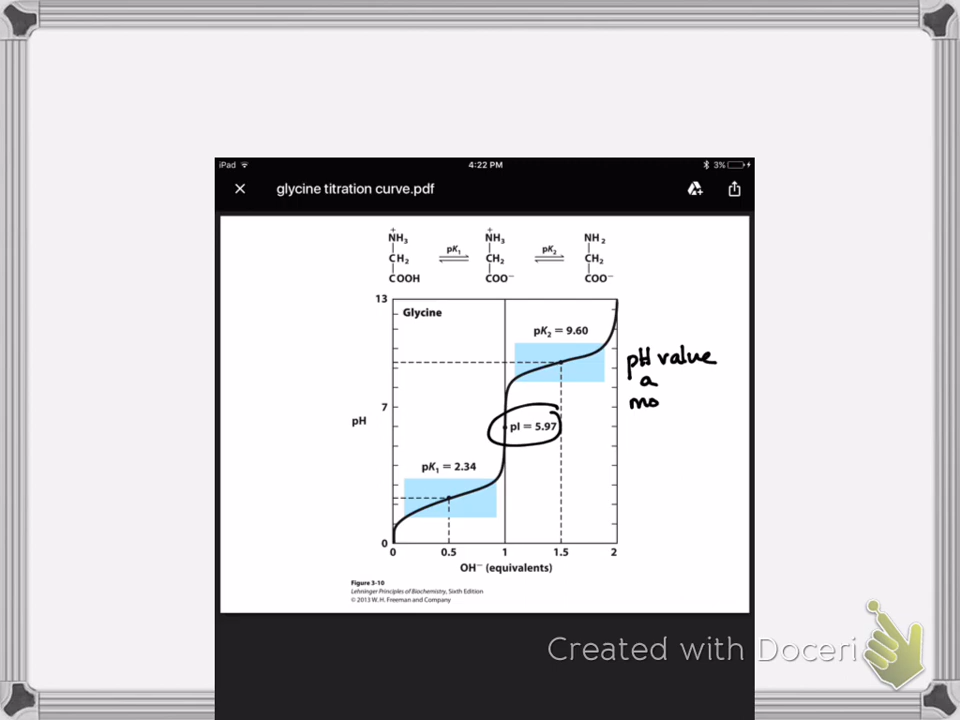 iPad 4:22 PM 3%
glycine titration curve.pdf
+ +
NH3 NH3 NH2
pK1 pK2
CH2 CH2 CH2
COOH COO− COO−
13
Glycine
pK2 = 9.60
pH value
a
mo
7
pH
pI = 5.97
pK1 = 2.34
0
0 0.5 1 1.5 2
OH− (equivalents)
Figure 3-10
Lehninger Principles of Biochemistry, Sixth Edition
© 2013 W. H. Freeman and Company
Created with Doceri